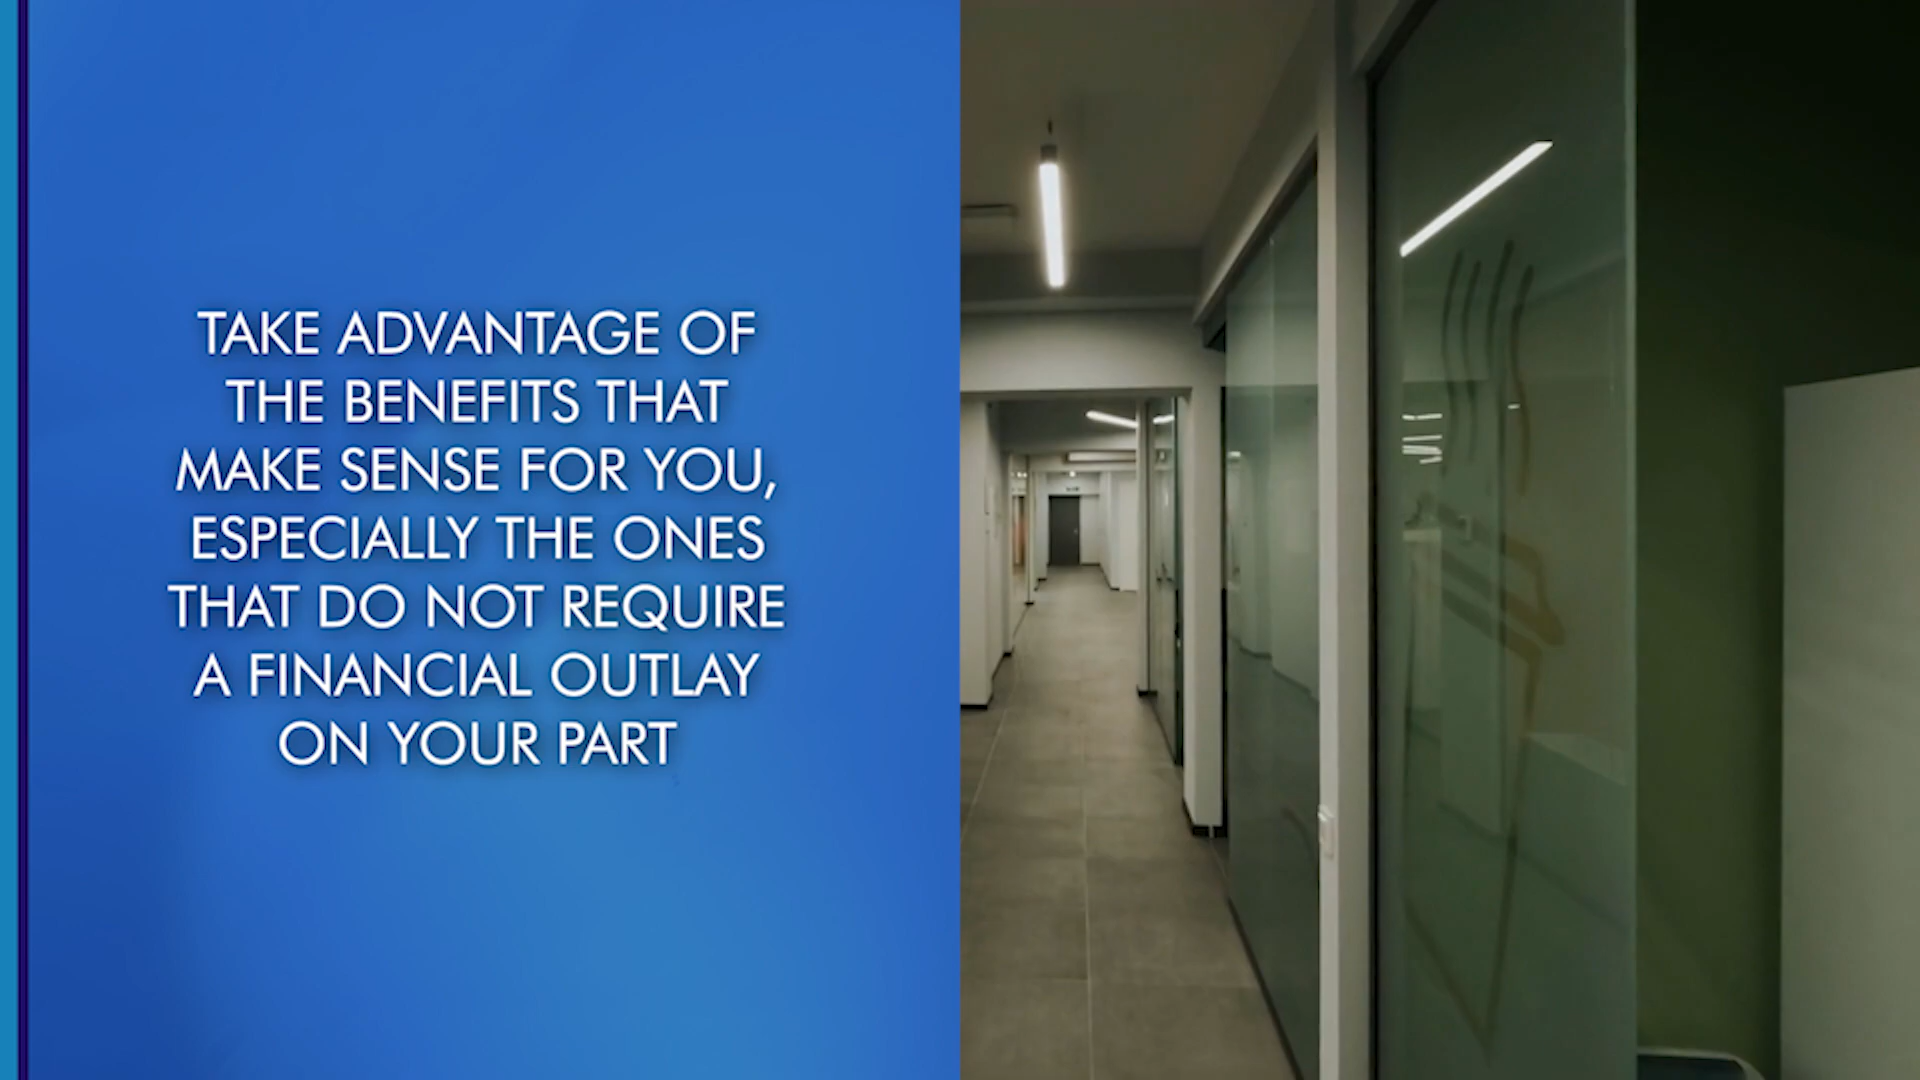 TAKE ADVANTAGE OF
THE BENEFITS THAT
MAKE SENSE FOR YOU,
ESPECIALLY THE ONES
THAT DO NOT REQUIRE
A FINANCIAL OUTLAY
ON YOUR PART